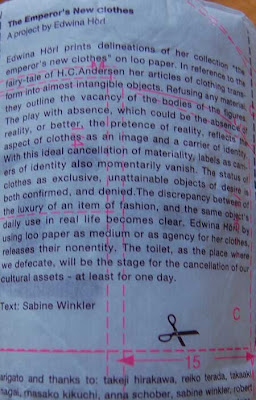 The Emperor's New Clothes
A project by Edwina Hörl
Edwina Hörl prints delineations of her collection "the
emperor's new clothes" on loo paper. In reference to the
fairy-tale of H.C.Andersen her articles of clothing trans-
form into almost intangible objects. Refusing any material
they outline the vacancy of the bodies of the figures.
The play with absence, which could be the absence of
reality, or better, the pretence of reality, reflects the
aspect of clothes as an image and a carrier of identity.
With this ideal cancellation of materiality, labels as carri-
ers of identity also momentarily vanish. The status of
clothes as exclusive, unattainable objects of desire is
both confirmed, and denied.The discrepancy between of
the luxury of an item of fashion, and the same object's
daily use in real life becomes clear. Edwina Hörl by
using loo paper as medium or as agency for her clothes,
releases their nonentity. The toilet, as the place where
we defecate, will be the stage for the cancellation of our
cultural assets - at least for one day.
Text: Sabine Winkler
C
15
arigato and thanks to: takeji hirakawa, reiko terada,
nagai, masako kikuchi, anna schober, sabine winkler, robert